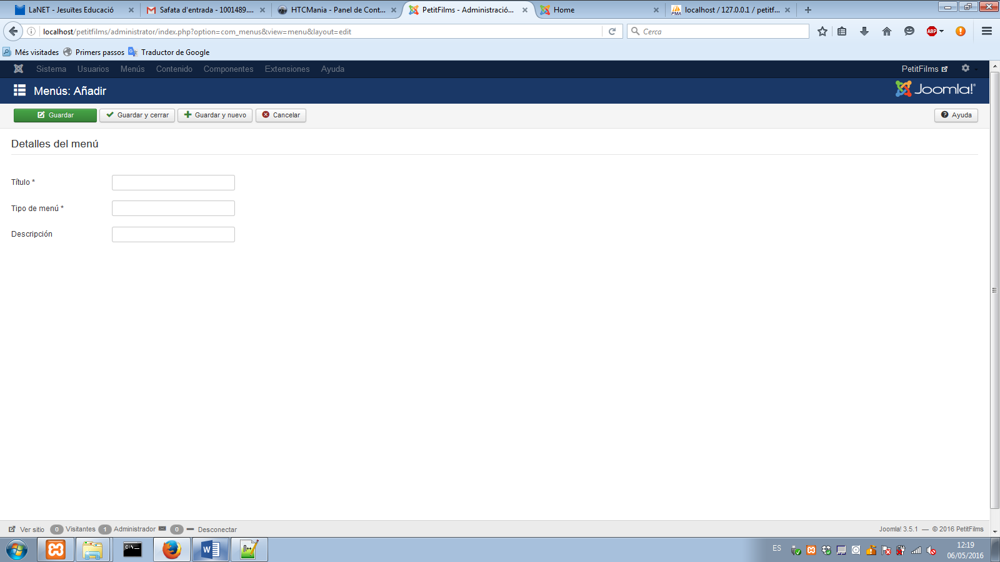 LaNET - Jesuïtes Educació
Safata d'entrada - 1001489....
HTCMania - Panel de Cont...
PetitFilms - Administració...
Home
localhost / 127.0.0.1 / petitf...
localhost/petitfilms/administrator/index.php?option=com_menus&view=menu&layout=edit
Cerca
ABP
Més visitades
Primers passos
Traductor de Google
Sistema Usuarios Menús Contenido Componentes Extensiones Ayuda
PetitFilms
Menús: Añadir
Joomla!
Guardar
Guardar y cerrar
Guardar y nuevo
Cancelar
Ayuda
Detalles del menú
Título *
Tipo de menú *
Descripción
Ver sitio 0 Visitantes 1 Administrador 0 Desconectar
Joomla! 3.5.1 — © 2016 PetitFilms
ES
12:19
06/05/2016